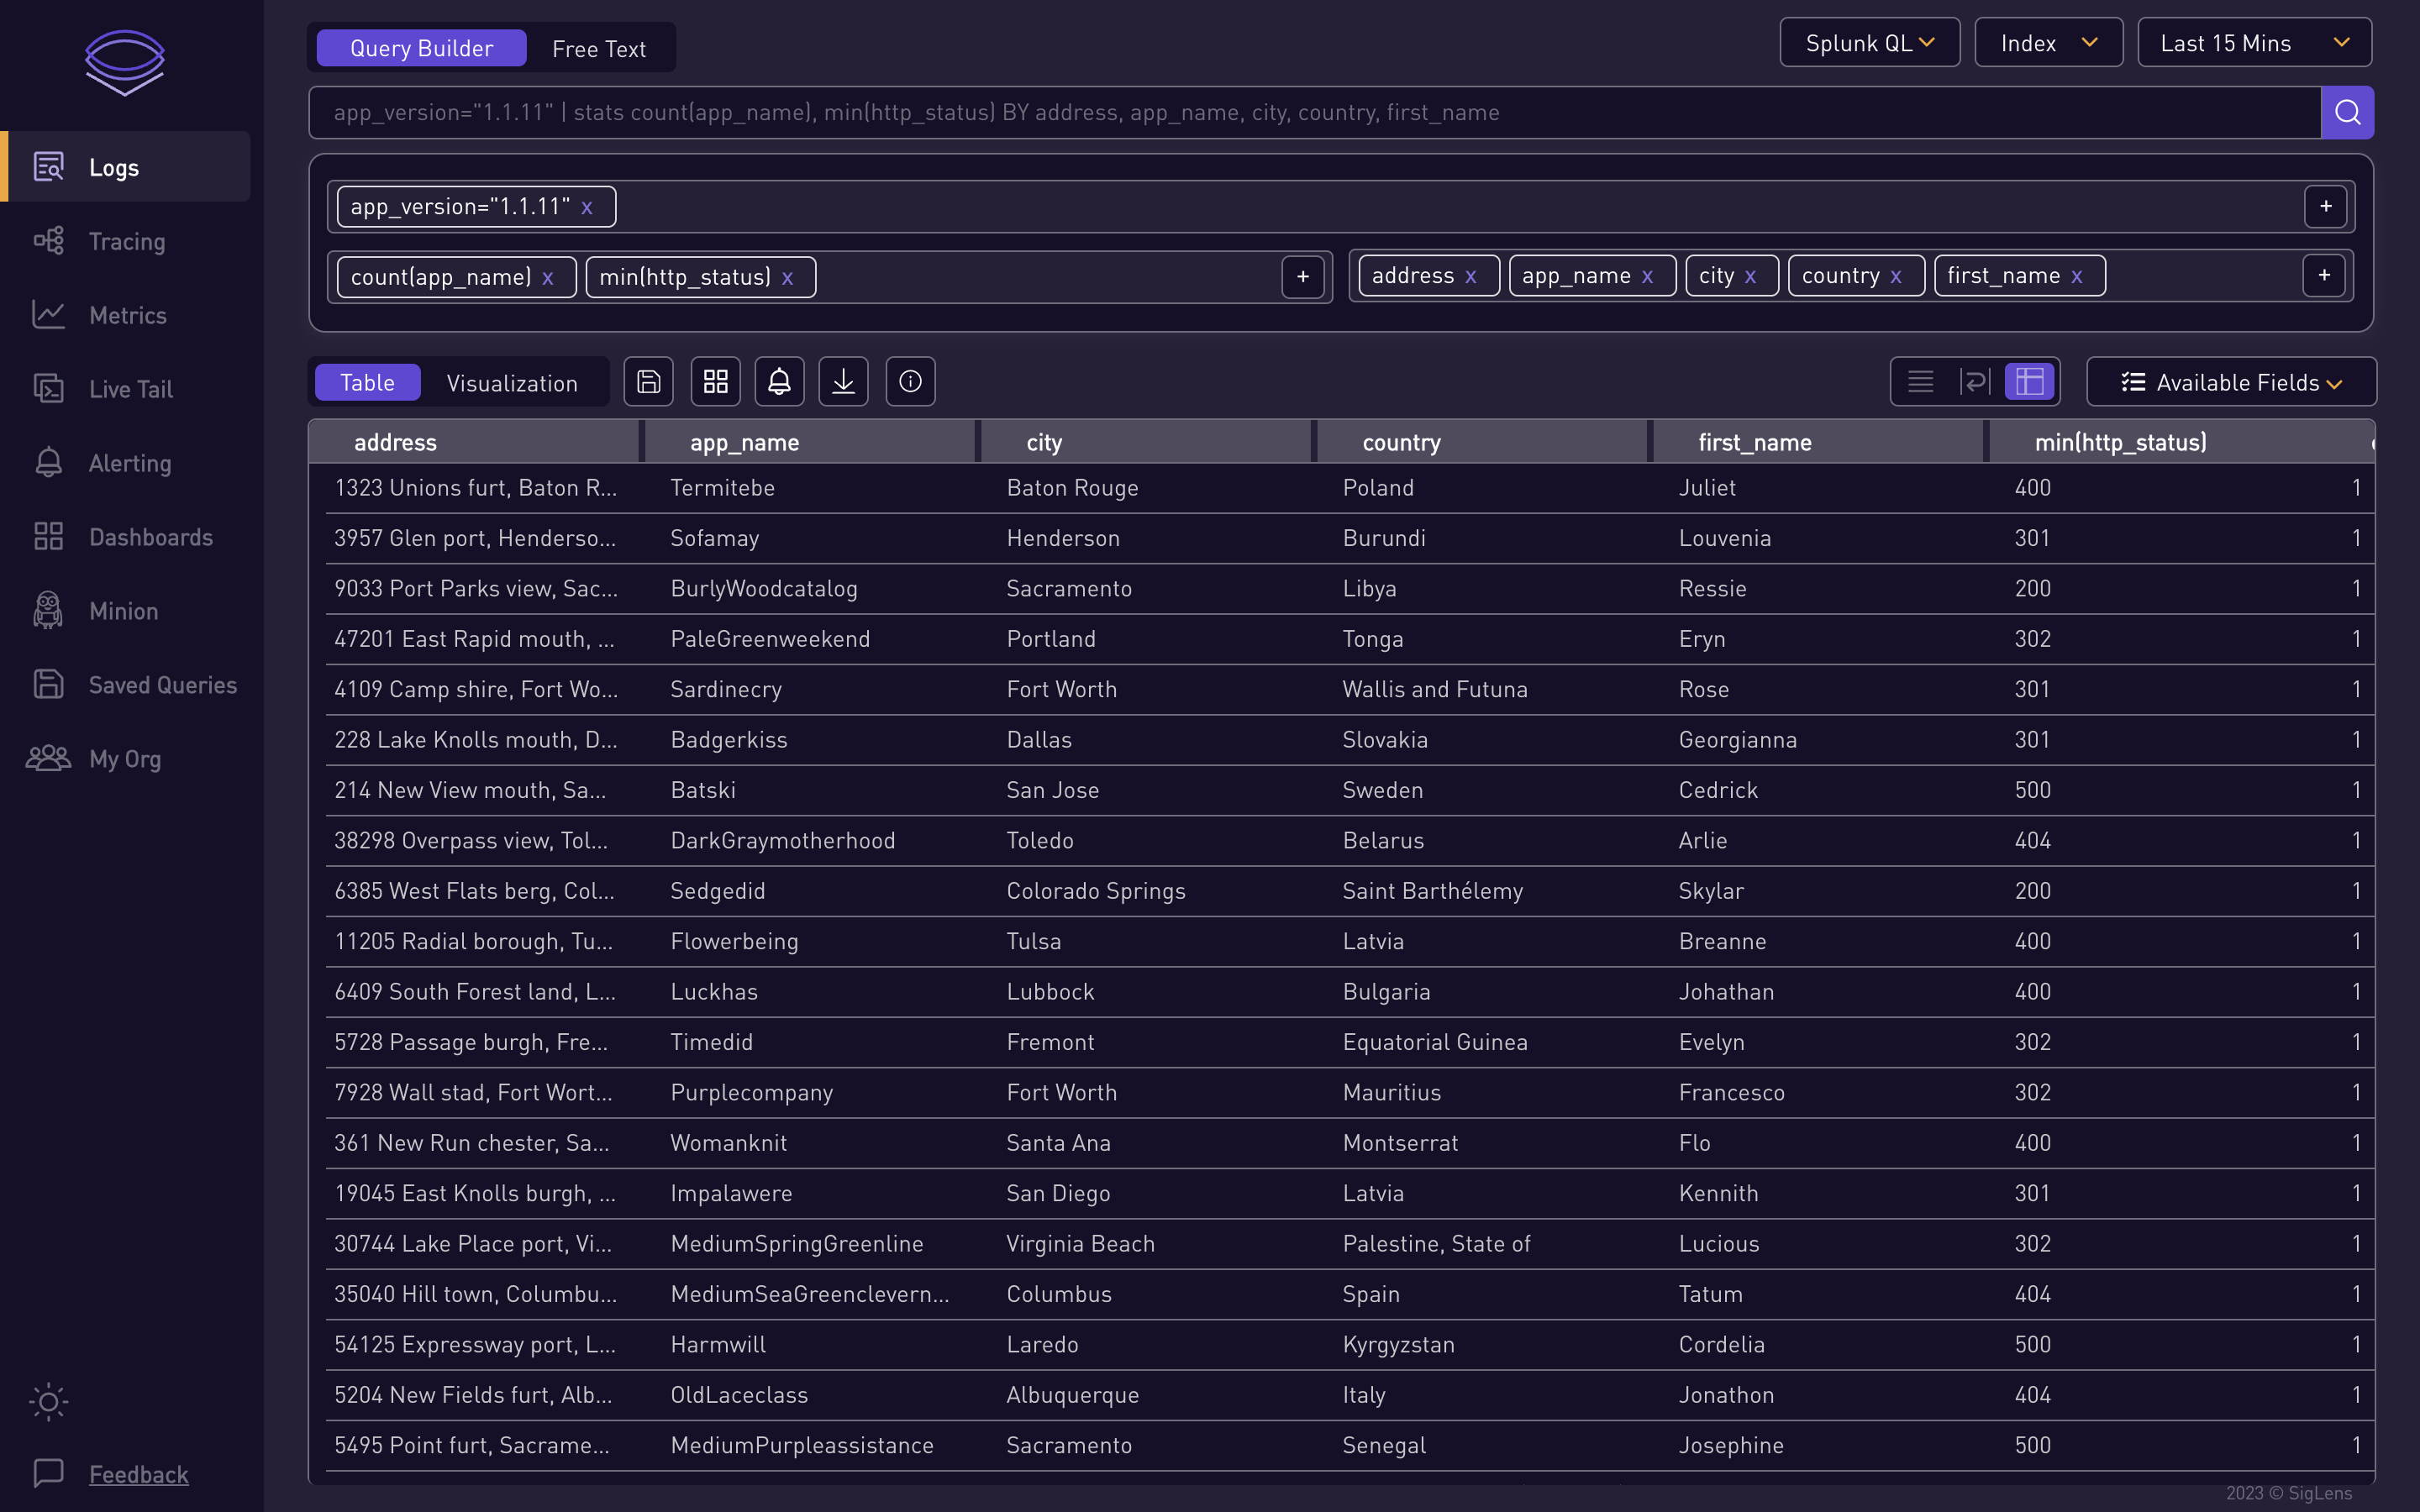 Query Builder Free Text Splunk QL Index Last 15 Mins
app_version="1.1.11" | stats count(app_name), min(http_status) BY address, app_name, city, country, first_name
Logs
Tracing
Metrics
Live Tail
Alerting
Dashboards
Minion
Saved Queries
My Org
Feedback
app_version="1.1.11" x +
count(app_name) x min(http_status) x + address x app_name x city x country x first_name x +
Table Visualization Available Fields
address app_name city country first_name min(http_status)
1323 Unions furt, Baton R... Termitebe Baton Rouge Poland Juliet 400 1
3957 Glen port, Henderso... Sofamay Henderson Burundi Louvenia 301 1
9033 Port Parks view, Sac... BurlyWoodcatalog Sacramento Libya Ressie 200 1
47201 East Rapid mouth, ... PaleGreenweekend Portland Tonga Eryn 302 1
4109 Camp shire, Fort Wo... Sardinecry Fort Worth Wallis and Futuna Rose 301 1
228 Lake Knolls mouth, D... Badgerkiss Dallas Slovakia Georgianna 301 1
214 New View mouth, Sa... Batski San Jose Sweden Cedrick 500 1
38298 Overpass view, Tol... DarkGraymotherhood Toledo Belarus Arlie 404 1
6385 West Flats berg, Col... Sedgedid Colorado Springs Saint Barthélemy Skylar 200 1
11205 Radial borough, Tu... Flowerbeing Tulsa Latvia Breanne 400 1
6409 South Forest land, L... Luckhas Lubbock Bulgaria Johathan 400 1
5728 Passage burgh, Fre... Timedid Fremont Equatorial Guinea Evelyn 302 1
7928 Wall stad, Fort Wort... Purplecompany Fort Worth Mauritius Francesco 302 1
361 New Run chester, Sa... Womanknit Santa Ana Montserrat Flo 400 1
19045 East Knolls burgh, ... Impalawere San Diego Latvia Kennith 301 1
30744 Lake Place port, Vi... MediumSpringGreenline Virginia Beach Palestine, State of Lucious 302 1
35040 Hill town, Columbu... MediumSeaGreenclevern... Columbus Spain Tatum 404 1
54125 Expressway port, L... Harmwill Laredo Kyrgyzstan Cordelia 500 1
5204 New Fields furt, Alb... OldLaceclass Albuquerque Italy Jonathon 404 1
5495 Point furt, Sacrame... MediumPurpleassistance Sacramento Senegal Josephine 500 1
2023 © SigLens